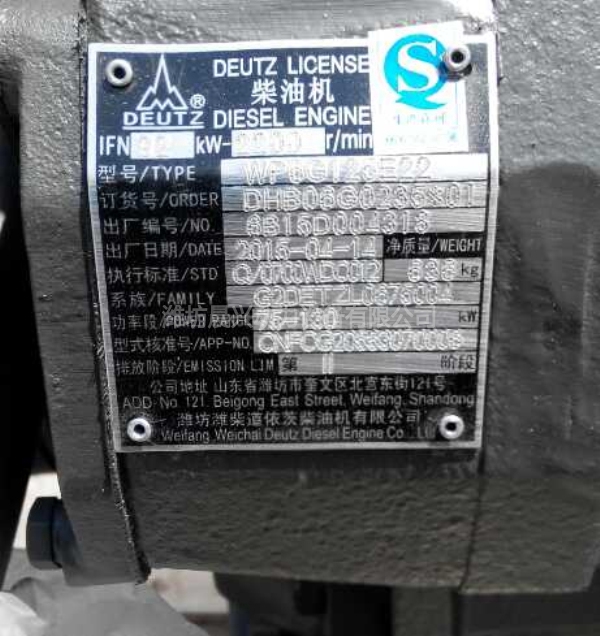 DEUTZ LICENSE
柴油机
DEUTZ ® DIESEL ENGINE
IFN 92 kW- r/min
型号/TYPE WP6G125E22
订货号/ORDER DHB06G0235*01
出厂编号/NO. 6B15D004313
出厂日期/DATE 2015-04-14 净质量/WEIGHT
执行标准/STD Q/0700WD0012 kg
系族/FAMILY
功率段/POWER 75-130 kW
型式核准号/APP-NO.
排放阶段/EMISSION LIM 第 阶段
公司地址 山东省潍坊市奎文区北宫东街121号
ADD·No 121, Beigong East Street, Weifang, Shandong
潍坊潍柴道依茨柴油机有限公司
Weifang Weichai Deutz Diesel Engine Co., Ltd